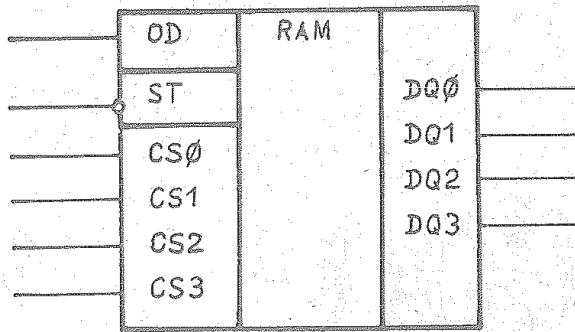 OD RAM
ST
DQØ
CSØ
DQ1
CS1
DQ2
CS2
DQ3
CS3